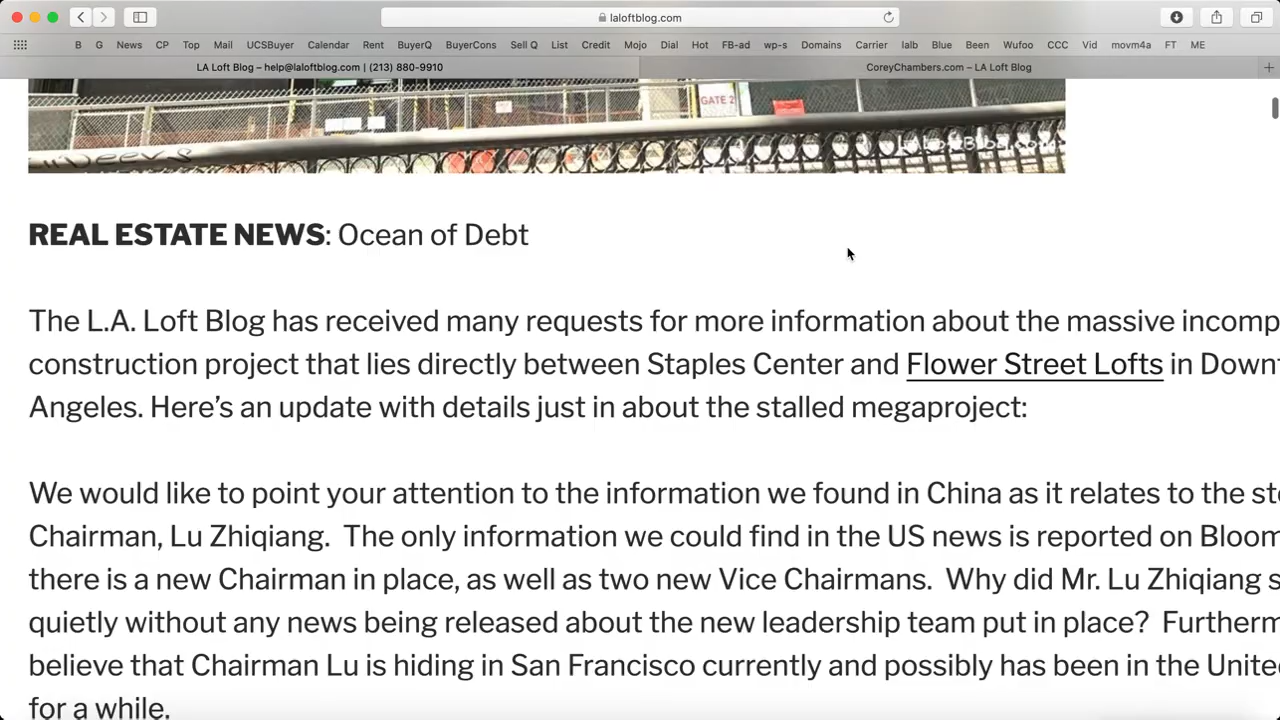 laloftblog.com
B G News CP Top Mail UCSBuyer Calendar Rent BuyerQ BuyerCons Sell Q List Credit Mojo Dial Hot FB-ad wp-s Domains Carrier lalb Blue Been Wufoo CCC Vid movm4a FT ME
LA Loft Blog – help@laloftblog.com | (213) 880-9910
CoreyChambers.com – LA Loft Blog
GATE 2
LALoftBlog.com
REAL ESTATE NEWS: Ocean of Debt
The L.A. Loft Blog has received many requests for more information about the massive incomp
construction project that lies directly between Staples Center and Flower Street Lofts in Down
Angeles. Here's an update with details just in about the stalled megaproject:
We would like to point your attention to the information we found in China as it relates to the
Chairman, Lu Zhiqiang. The only information we could find in the US news is reported on Bloom
there is a new Chairman in place, as well as two new Vice Chairmans. Why did Mr. Lu Zhiqiang s
quietly without any news being released about the new leadership team put in place? Furtherm
believe that Chairman Lu is hiding in San Francisco currently and possibly has been in the Unite
for a while.